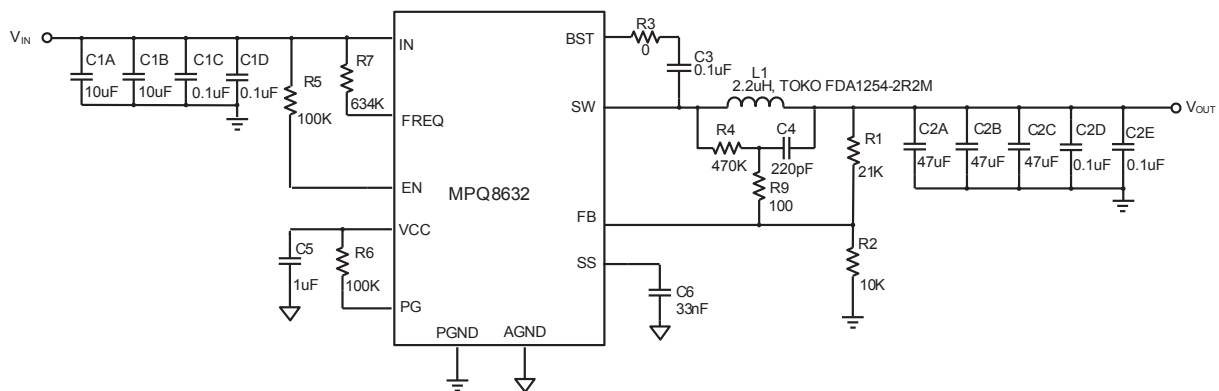 R3
BST
0
C3
0.1uF
VIN
C1A
C1B
C1C
C1D
10uF
10uF
0.1uF
0.1uF
R5
100K
R7
634K
IN
FREQ
EN
VCC
PG
PGND
AGND
MPQ8632
SW
FB
SS
L1
2.2uH, TOKO FDA1254-2R2M
R4
470K
C4
220pF
R9
100
R1
21K
C2A
C2B
C2C
C2D
C2E
47uF
47uF
47uF
0.1uF
0.1uF
VOUT
C5
1uF
R6
100K
R2
10K
C6
33nF